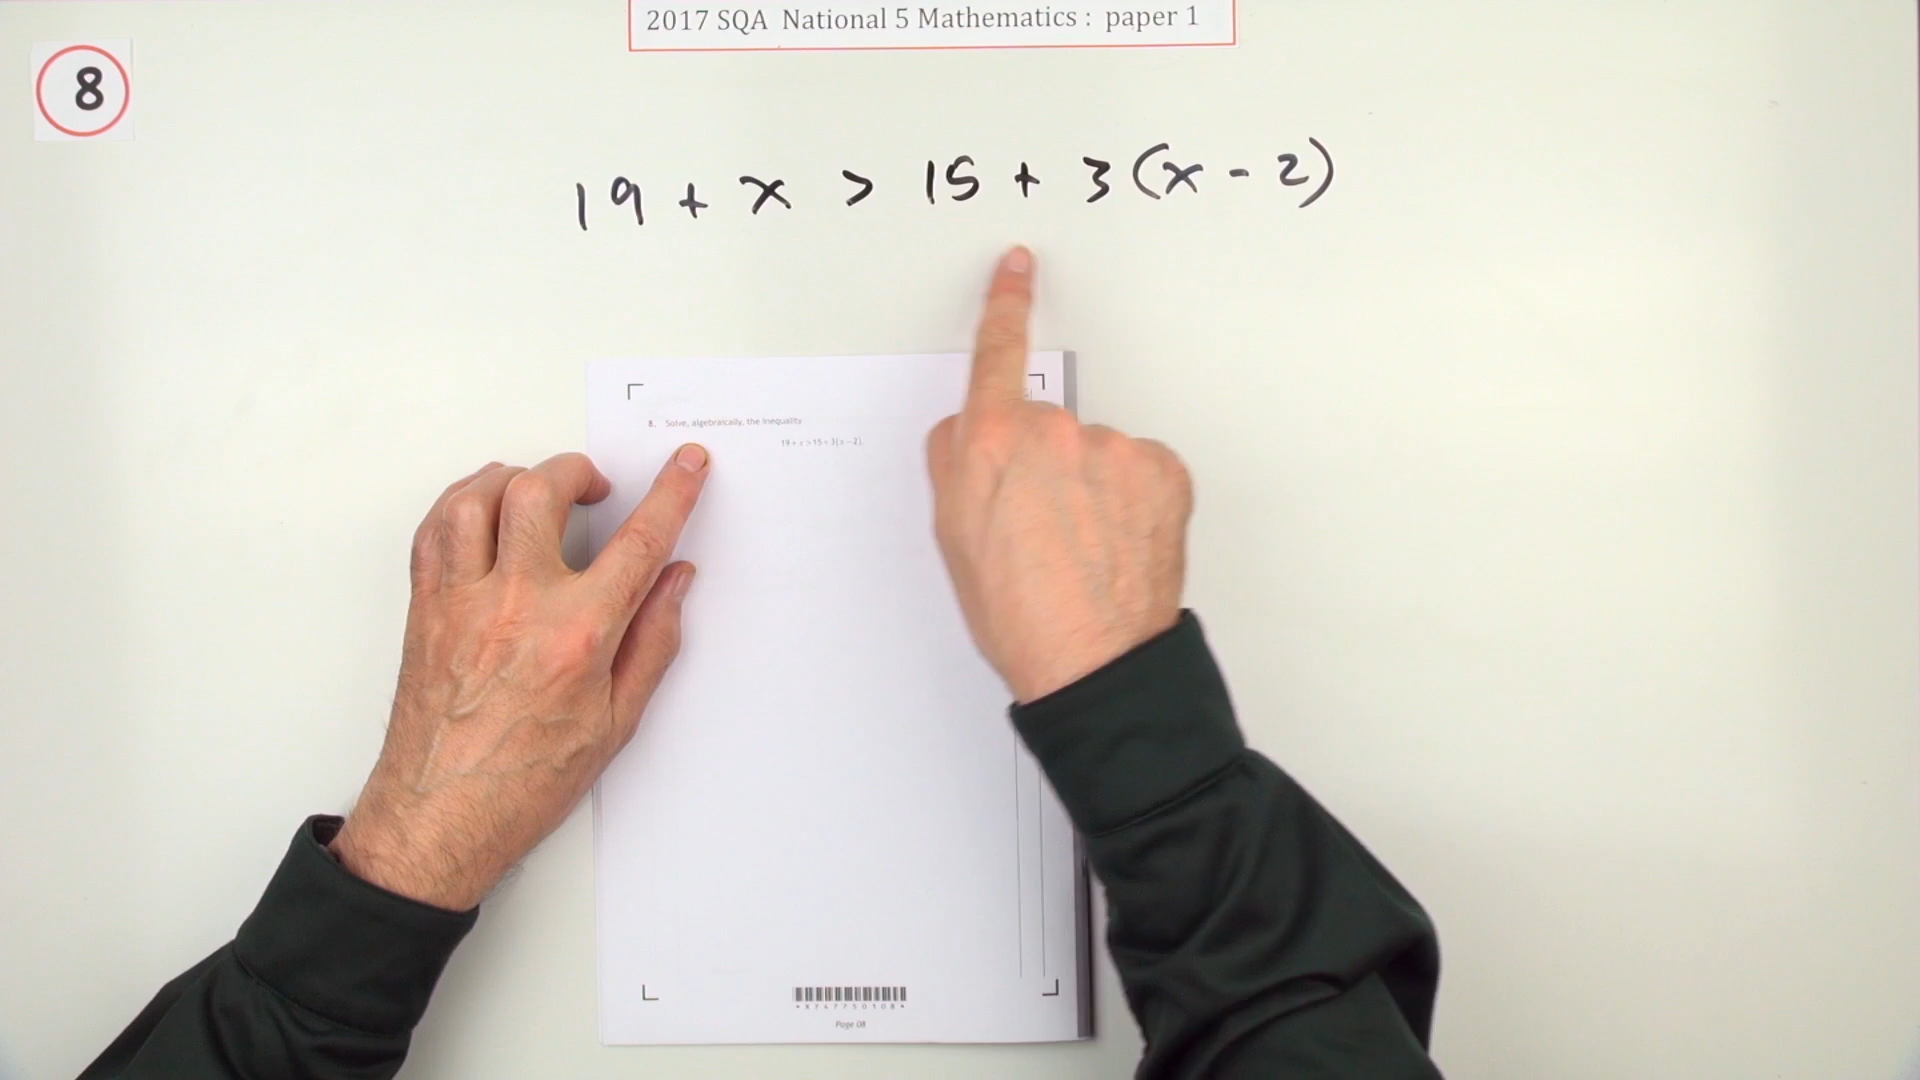 2017 SQA National 5 Mathematics : paper 1
8
19 + x > 15 + 3(x - 2)
8. Solve, algebraically, the inequality
19 + x > 15 + 3(x − 2).
Page 08